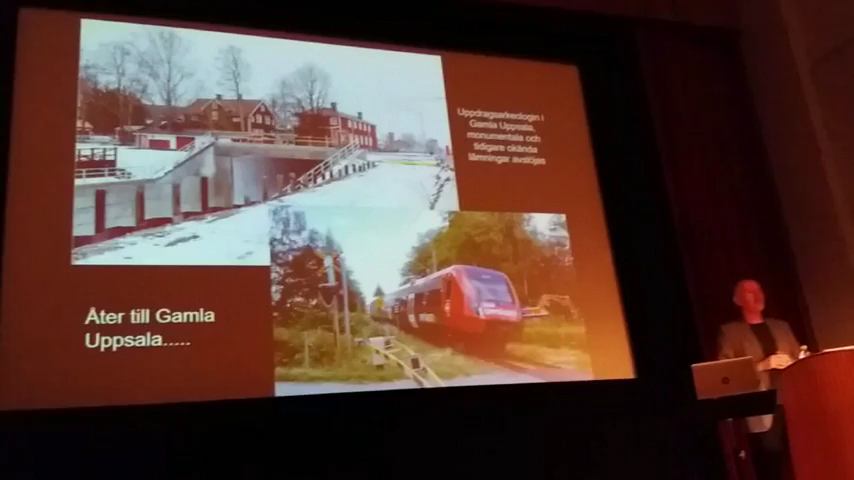 Uppdragsarkeologin i
Gamla Uppsala,
monumentala och
tidigare okända
lämningar avslöjas
Åter till Gamla
Uppsala.....